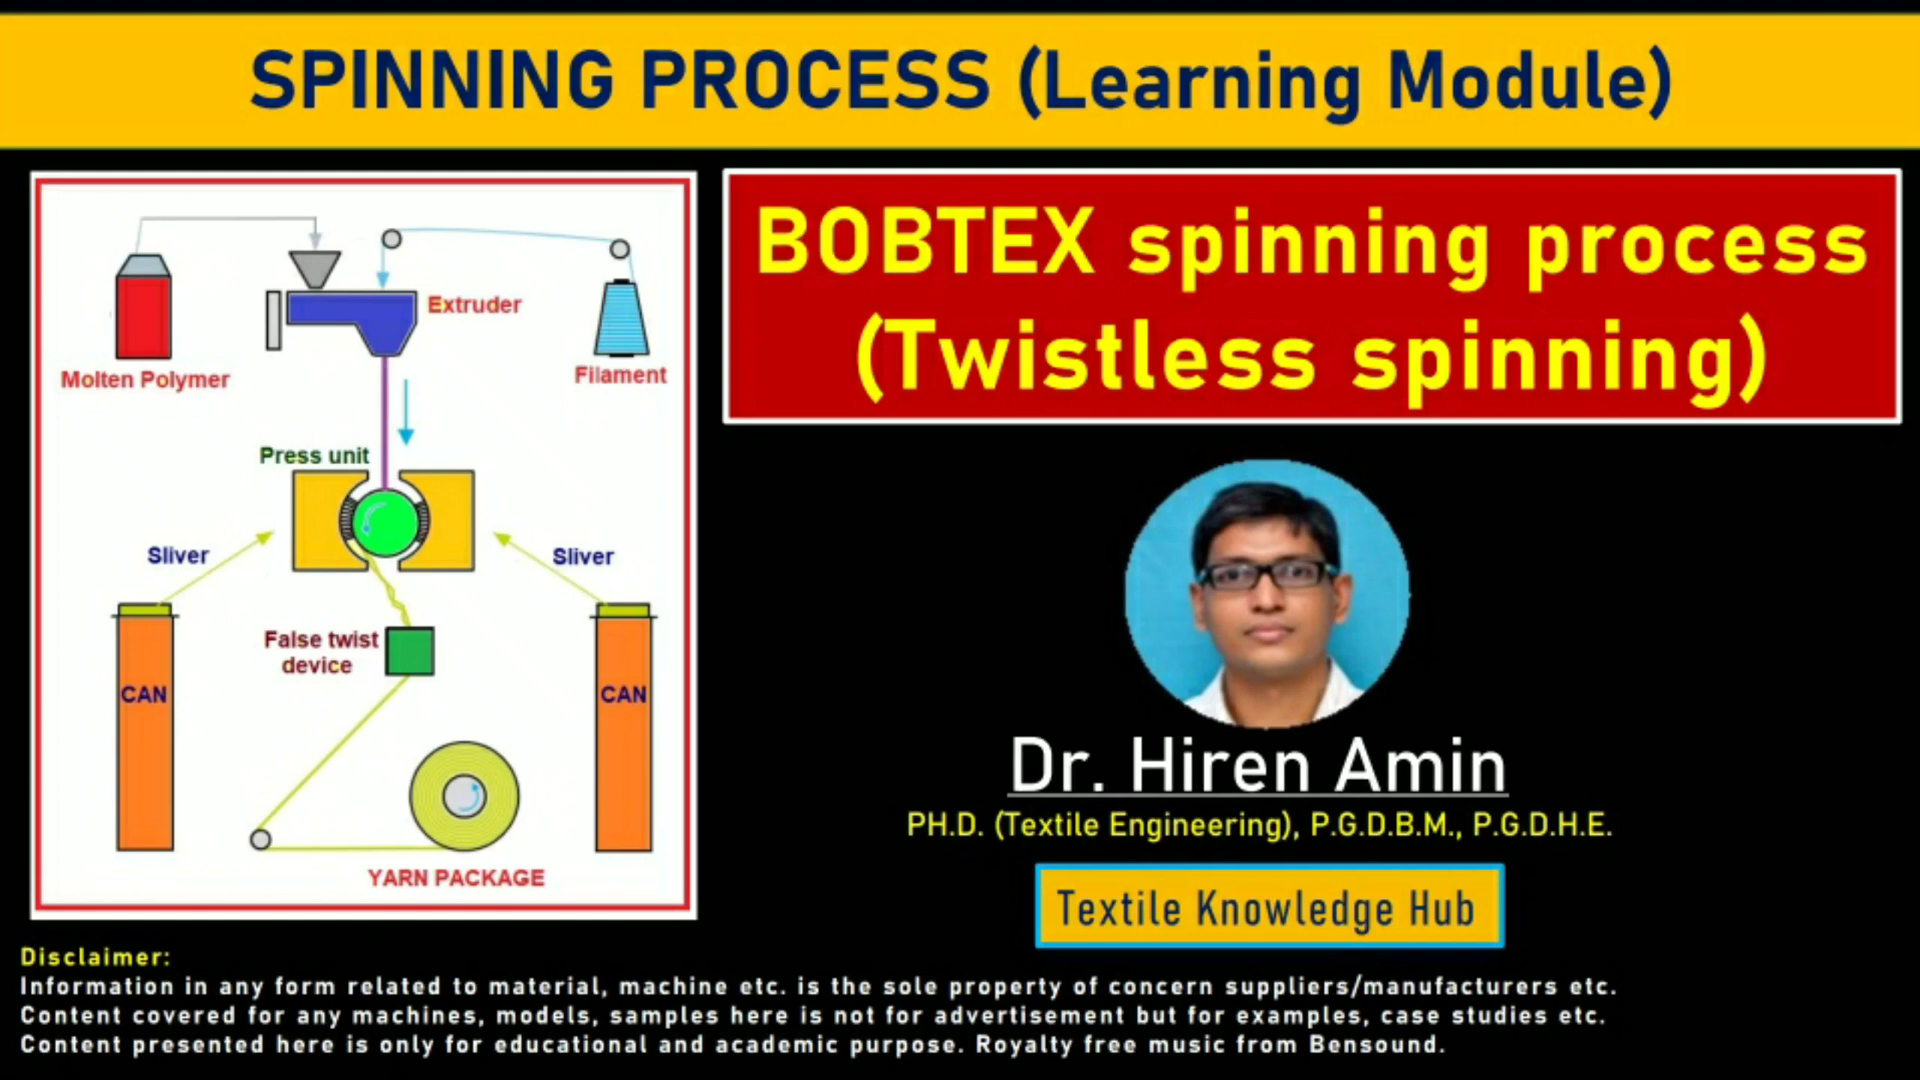 SPINNING PROCESS (Learning Module)
BOBTEX spinning process
(Twistless spinning)
Extruder
Molten Polymer
Filament
Press unit
Sliver
Sliver
False twist
device
CAN
CAN
YARN PACKAGE
Dr. Hiren Amin
PH.D. (Textile Engineering), P.G.D.B.M., P.G.D.H.E.
Textile Knowledge Hub
Disclaimer:
Information in any form related to material, machine etc. is the sole property of concern suppliers/manufacturers etc.
Content covered for any machines, models, samples here is not for advertisement but for examples, case studies etc.
Content presented here is only for educational and academic purpose. Royalty free music from Bensound.